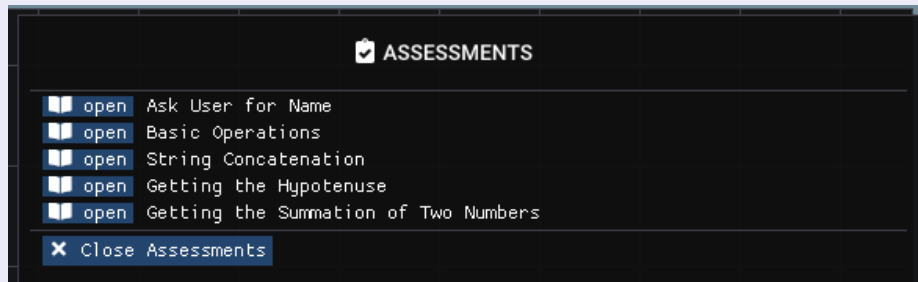 ASSESSMENTS
open Ask User for Name
open Basic Operations
open String Concatenation
open Getting the Hypotenuse
open Getting the Summation of Two Numbers
Close Assessments